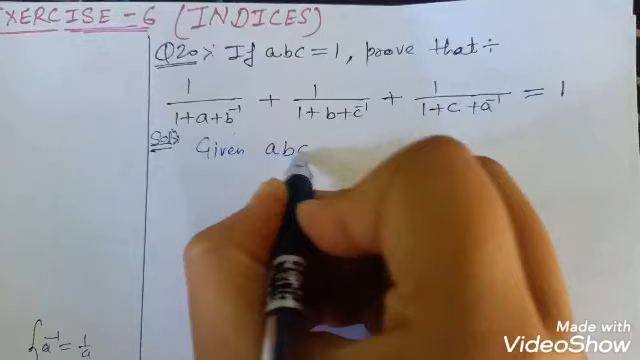 EXERCISE - 6 (INDICES)
Q20 :- If abc = 1, prove that ÷
1/(1+a+b⁻¹) + 1/(1+b+c⁻¹) + 1/(1+c+a⁻¹) = 1
Solⁿ:- Given abc
{ a⁻¹ = 1/a
Made with
VideoShow